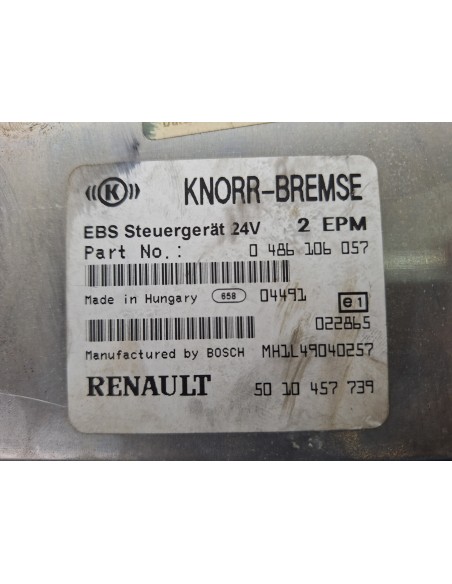 ((K)) KNORR-BREMSE
EBS Steuergerät 24V 2 EPM
Part No.: 0 486 106 057
Made in Hungary 658 04491 e1
022865
Manufactured by BOSCH MH1L49040257
RENAULT 50 10 457 739